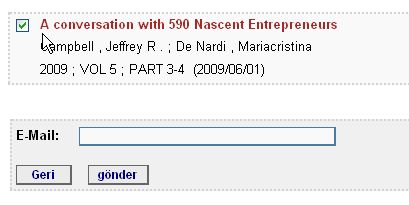 A conversation with 590 Nascent Entrepreneurs
Campbell , Jeffrey R . ; De Nardi , Mariacristina
2009 ; VOL 5 ; PART 3-4 (2009/06/01)
E-Mail:
Geri gönder